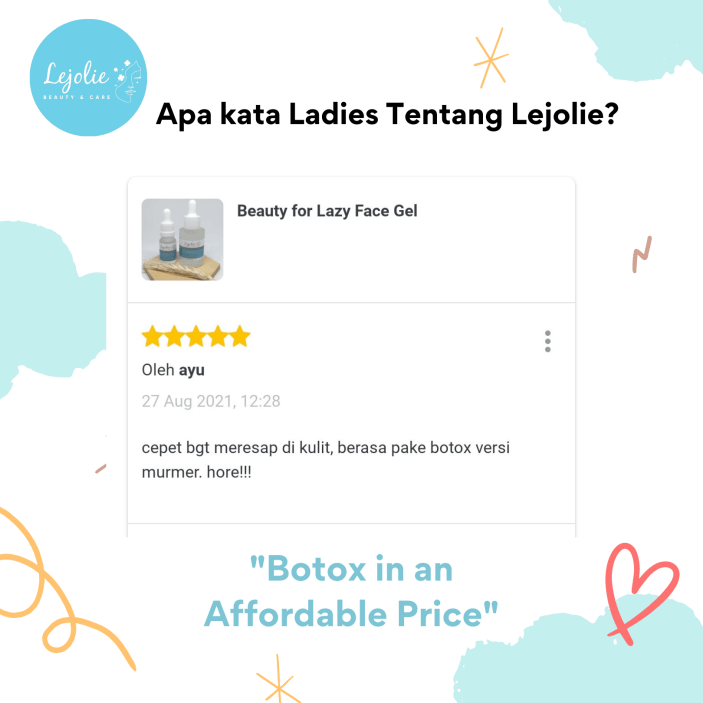 Lejolie
BEAUTY & CARE
Apa kata Ladies Tentang Lejolie?
Beauty for Lazy Face Gel
Oleh ayu
27 Aug 2021, 12:28
cepet bgt meresap di kulit, berasa pake botox versi
murmer. hore!!!
"Botox in an
Affordable Price"